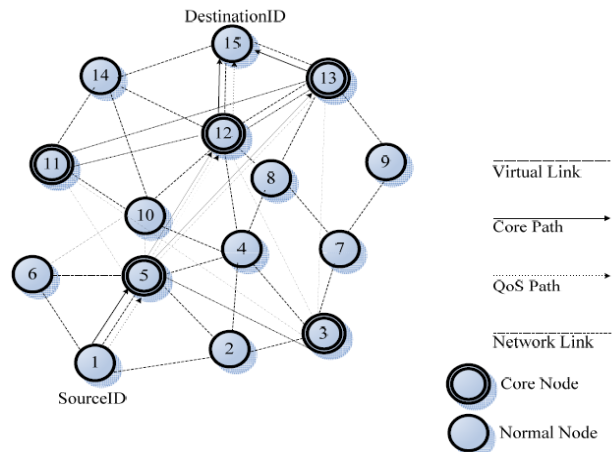 DestinationID
15
14
13
12
11
8
9
10
4
7
6
5
3
2
1
SourceID
Virtual Link
Core Path
QoS Path
Network Link
Core Node
Normal Node